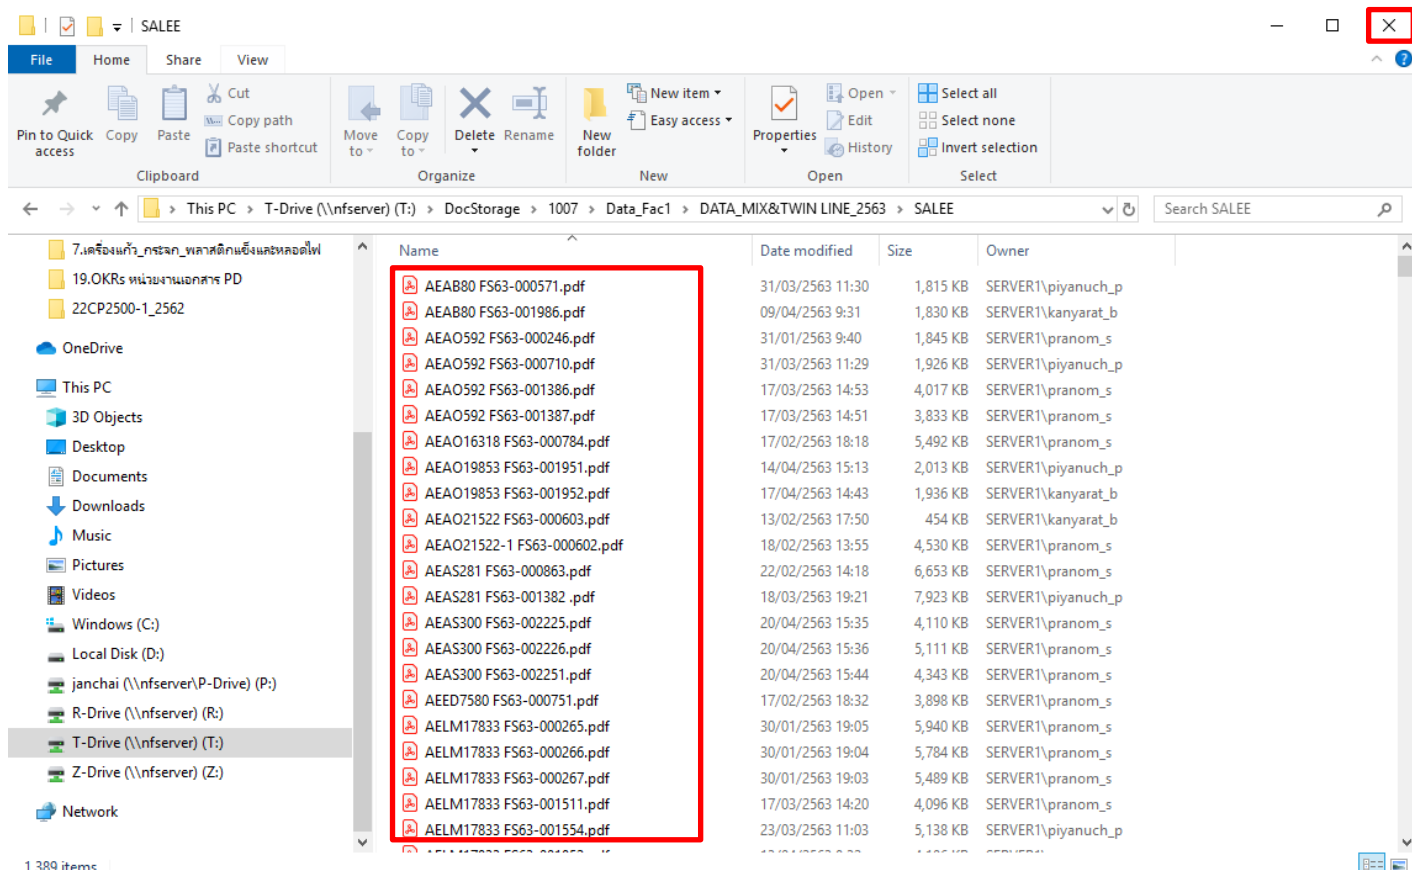 SALEE
File Home Share View
Pin to Quick access
Copy
Paste
Cut
Copy path
Paste shortcut
Clipboard
Move to
Copy to
Delete
Rename
Organize
New folder
New item
Easy access
New
Properties
Open
Edit
History
Open
Select all
Select none
Invert selection
Select
This PC > T-Drive (\\nfserver) (T:) > DocStorage > 1007 > Data_Fac1 > DATA_MIX&TWIN LINE_2563 > SALEE
Search SALEE
7.เครื่องแก้ว_กระจก_พลาสติกแข็งและหลอดไฟ
19.OKRs หน่วยงานเอกสาร PD
22CP2500-1_2562
OneDrive
This PC
3D Objects
Desktop
Documents
Downloads
Music
Pictures
Videos
Windows (C:)
Local Disk (D:)
janchai (\\nfserver\P-Drive) (P:)
R-Drive (\\nfserver) (R:)
T-Drive (\\nfserver) (T:)
Z-Drive (\\nfserver) (Z:)
Network
Name Date modified Size Owner
AEAB80 FS63-000571.pdf 31/03/2563 11:30 1,815 KB SERVER1\piyanuch_p
AEAB80 FS63-001986.pdf 09/04/2563 9:31 1,830 KB SERVER1\kanyarat_b
AEAO592 FS63-000246.pdf 31/01/2563 9:40 1,845 KB SERVER1\pranom_s
AEAO592 FS63-000710.pdf 31/03/2563 11:29 1,926 KB SERVER1\piyanuch_p
AEAO592 FS63-001386.pdf 17/03/2563 14:53 4,017 KB SERVER1\pranom_s
AEAO592 FS63-001387.pdf 17/03/2563 14:51 3,833 KB SERVER1\pranom_s
AEAO16318 FS63-000784.pdf 17/02/2563 18:18 5,492 KB SERVER1\pranom_s
AEAO19853 FS63-001951.pdf 14/04/2563 15:13 2,013 KB SERVER1\piyanuch_p
AEAO19853 FS63-001952.pdf 17/04/2563 14:43 1,936 KB SERVER1\kanyarat_b
AEAO21522 FS63-000603.pdf 13/02/2563 17:50 454 KB SERVER1\kanyarat_b
AEAO21522-1 FS63-000602.pdf 18/02/2563 13:55 4,530 KB SERVER1\pranom_s
AEAS281 FS63-000863.pdf 22/02/2563 14:18 6,653 KB SERVER1\pranom_s
AEAS281 FS63-001382 .pdf 18/03/2563 19:21 7,923 KB SERVER1\piyanuch_p
AEAS300 FS63-002225.pdf 20/04/2563 15:35 4,110 KB SERVER1\pranom_s
AEAS300 FS63-002226.pdf 20/04/2563 15:36 5,111 KB SERVER1\pranom_s
AEAS300 FS63-002251.pdf 20/04/2563 15:44 4,343 KB SERVER1\pranom_s
AEED7580 FS63-000751.pdf 17/02/2563 18:32 3,898 KB SERVER1\pranom_s
AELM17833 FS63-000265.pdf 30/01/2563 19:05 5,940 KB SERVER1\pranom_s
AELM17833 FS63-000266.pdf 30/01/2563 19:04 5,784 KB SERVER1\pranom_s
AELM17833 FS63-000267.pdf 30/01/2563 19:03 5,489 KB SERVER1\pranom_s
AELM17833 FS63-001511.pdf 17/03/2563 14:20 4,096 KB SERVER1\pranom_s
AELM17833 FS63-001554.pdf 23/03/2563 11:03 5,138 KB SERVER1\piyanuch_p
1,389 items